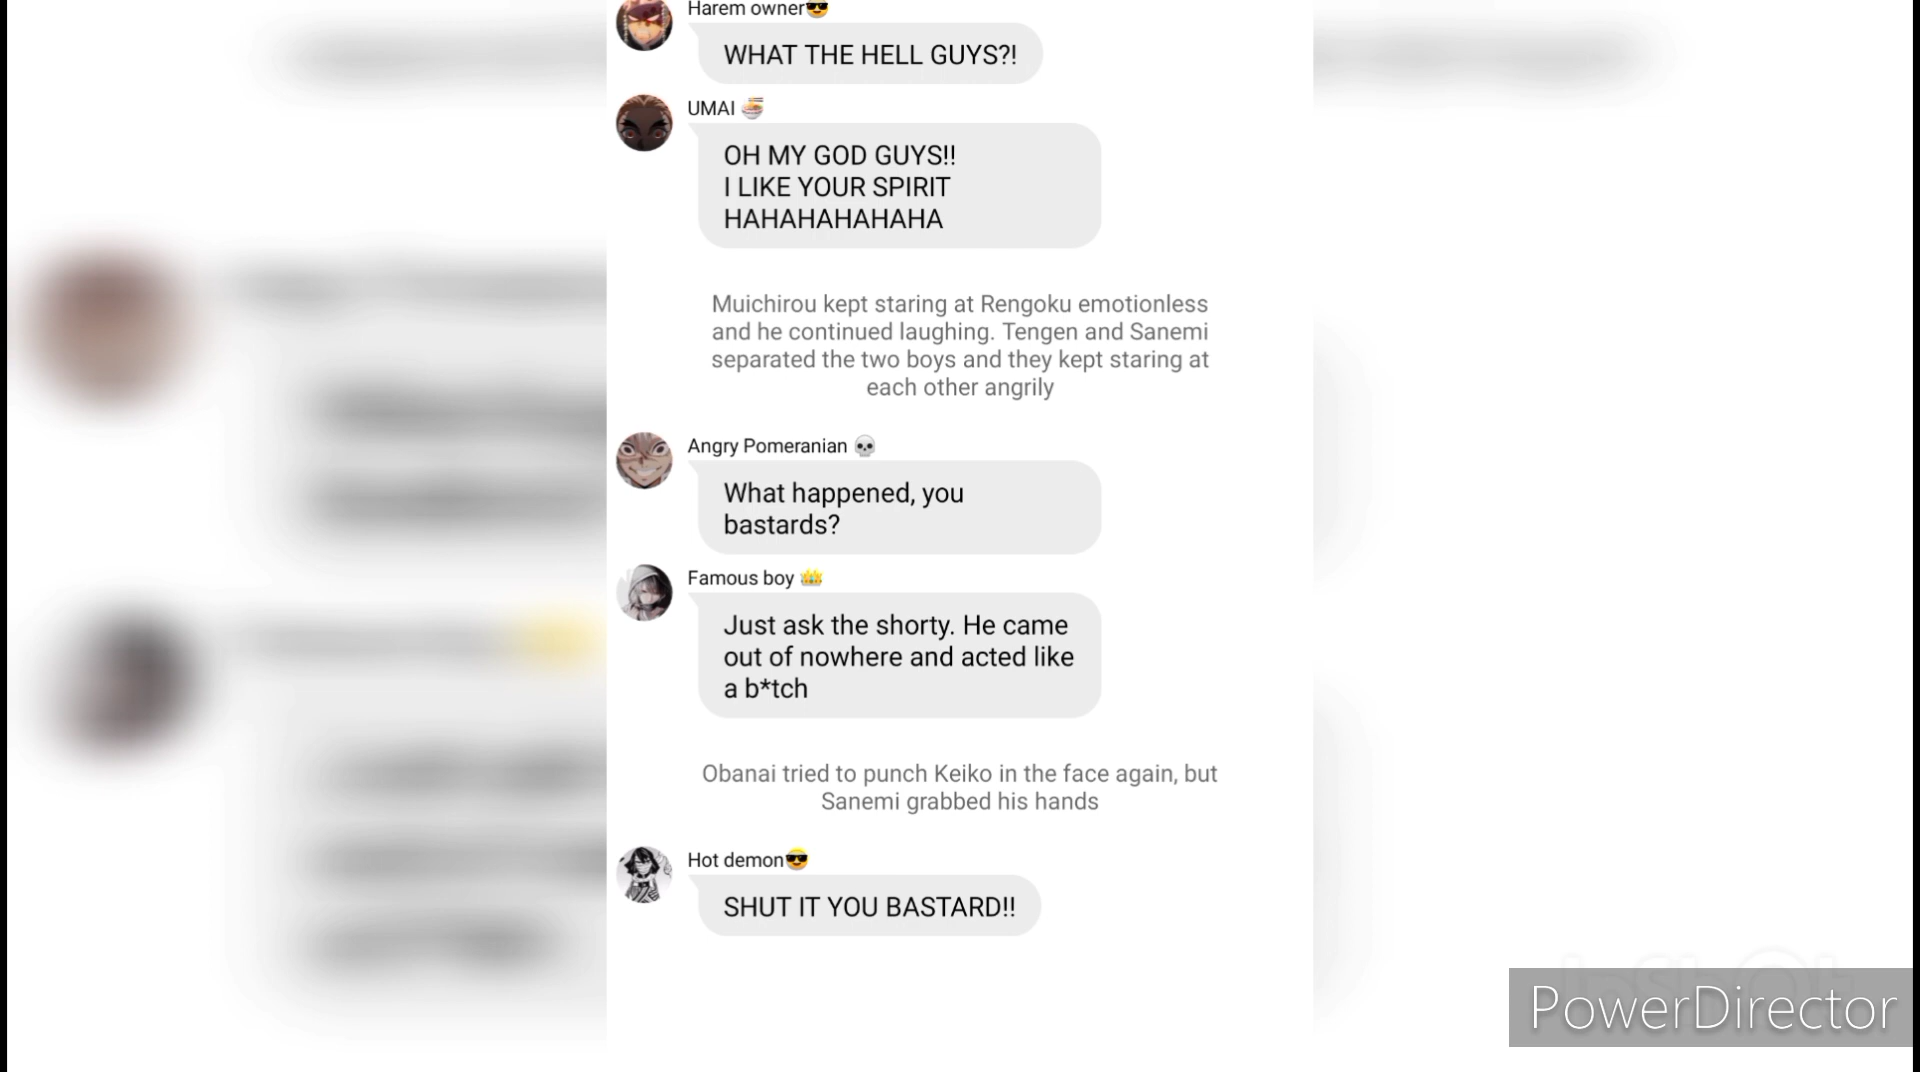 Harem owner😎
WHAT THE HELL GUYS?!
UMAI 🍜
OH MY GOD GUYS!!
I LIKE YOUR SPIRIT
HAHAHAHAHAHA
Muichirou kept staring at Rengoku emotionless
and he continued laughing. Tengen and Sanemi
separated the two boys and they kept staring at
each other angrily
Angry Pomeranian 💀
What happened, you
bastards?
Famous boy 👑
Just ask the shorty. He came
out of nowhere and acted like
a b*tch
Obanai tried to punch Keiko in the face again, but
Sanemi grabbed his hands
Hot demon😎
SHUT IT YOU BASTARD!!
InShOt
PowerDirector